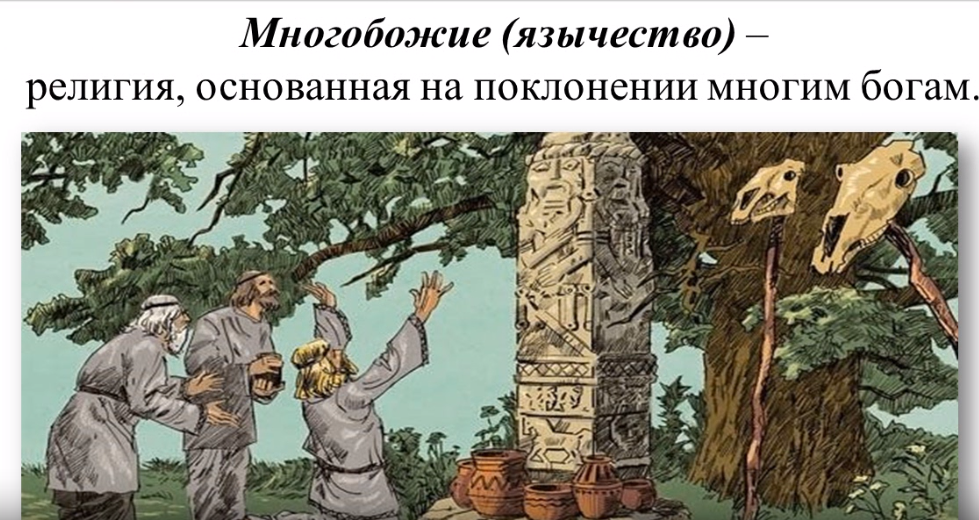 Многобожие (язычество) –
религия, основанная на поклонении многим богам.